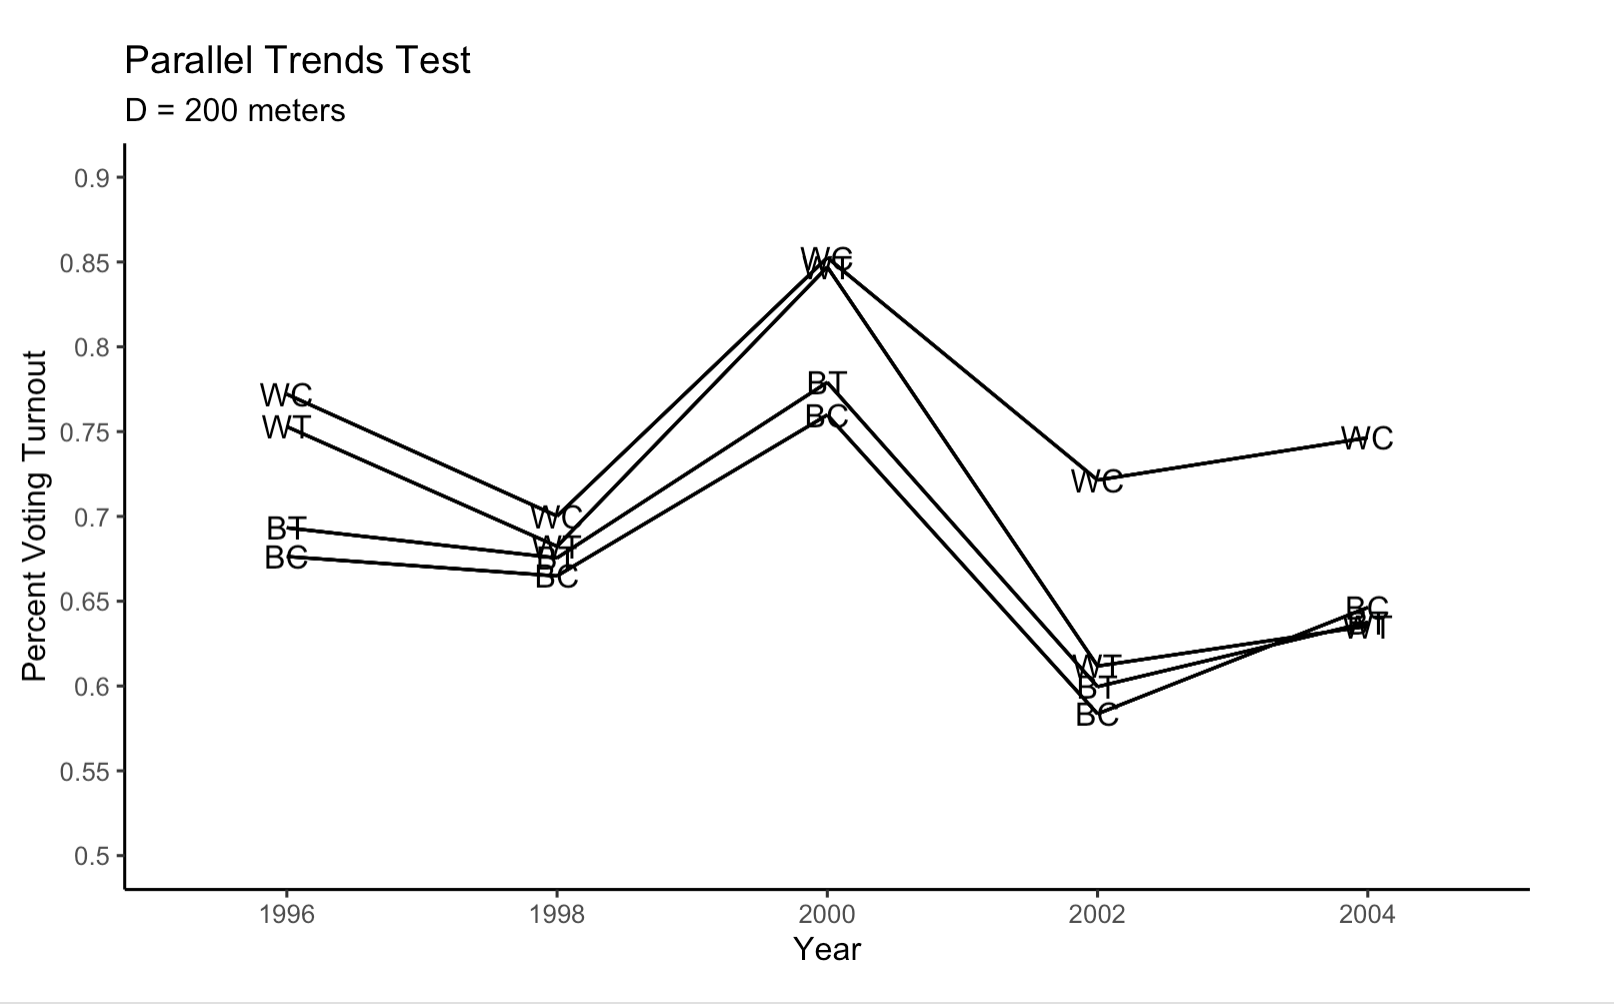 Parallel Trends Test
D = 200 meters
Percent Voting Turnout
0.9
0.85
0.8
0.75
0.7
0.65
0.6
0.55
0.5
WC
WT
BT
BC
WC
WT
BT
BC
WC
WT
BT
BC
WC
WT
BT
BC
WC
BC
BT
WT
1996
1998
2000
2002
2004
Year